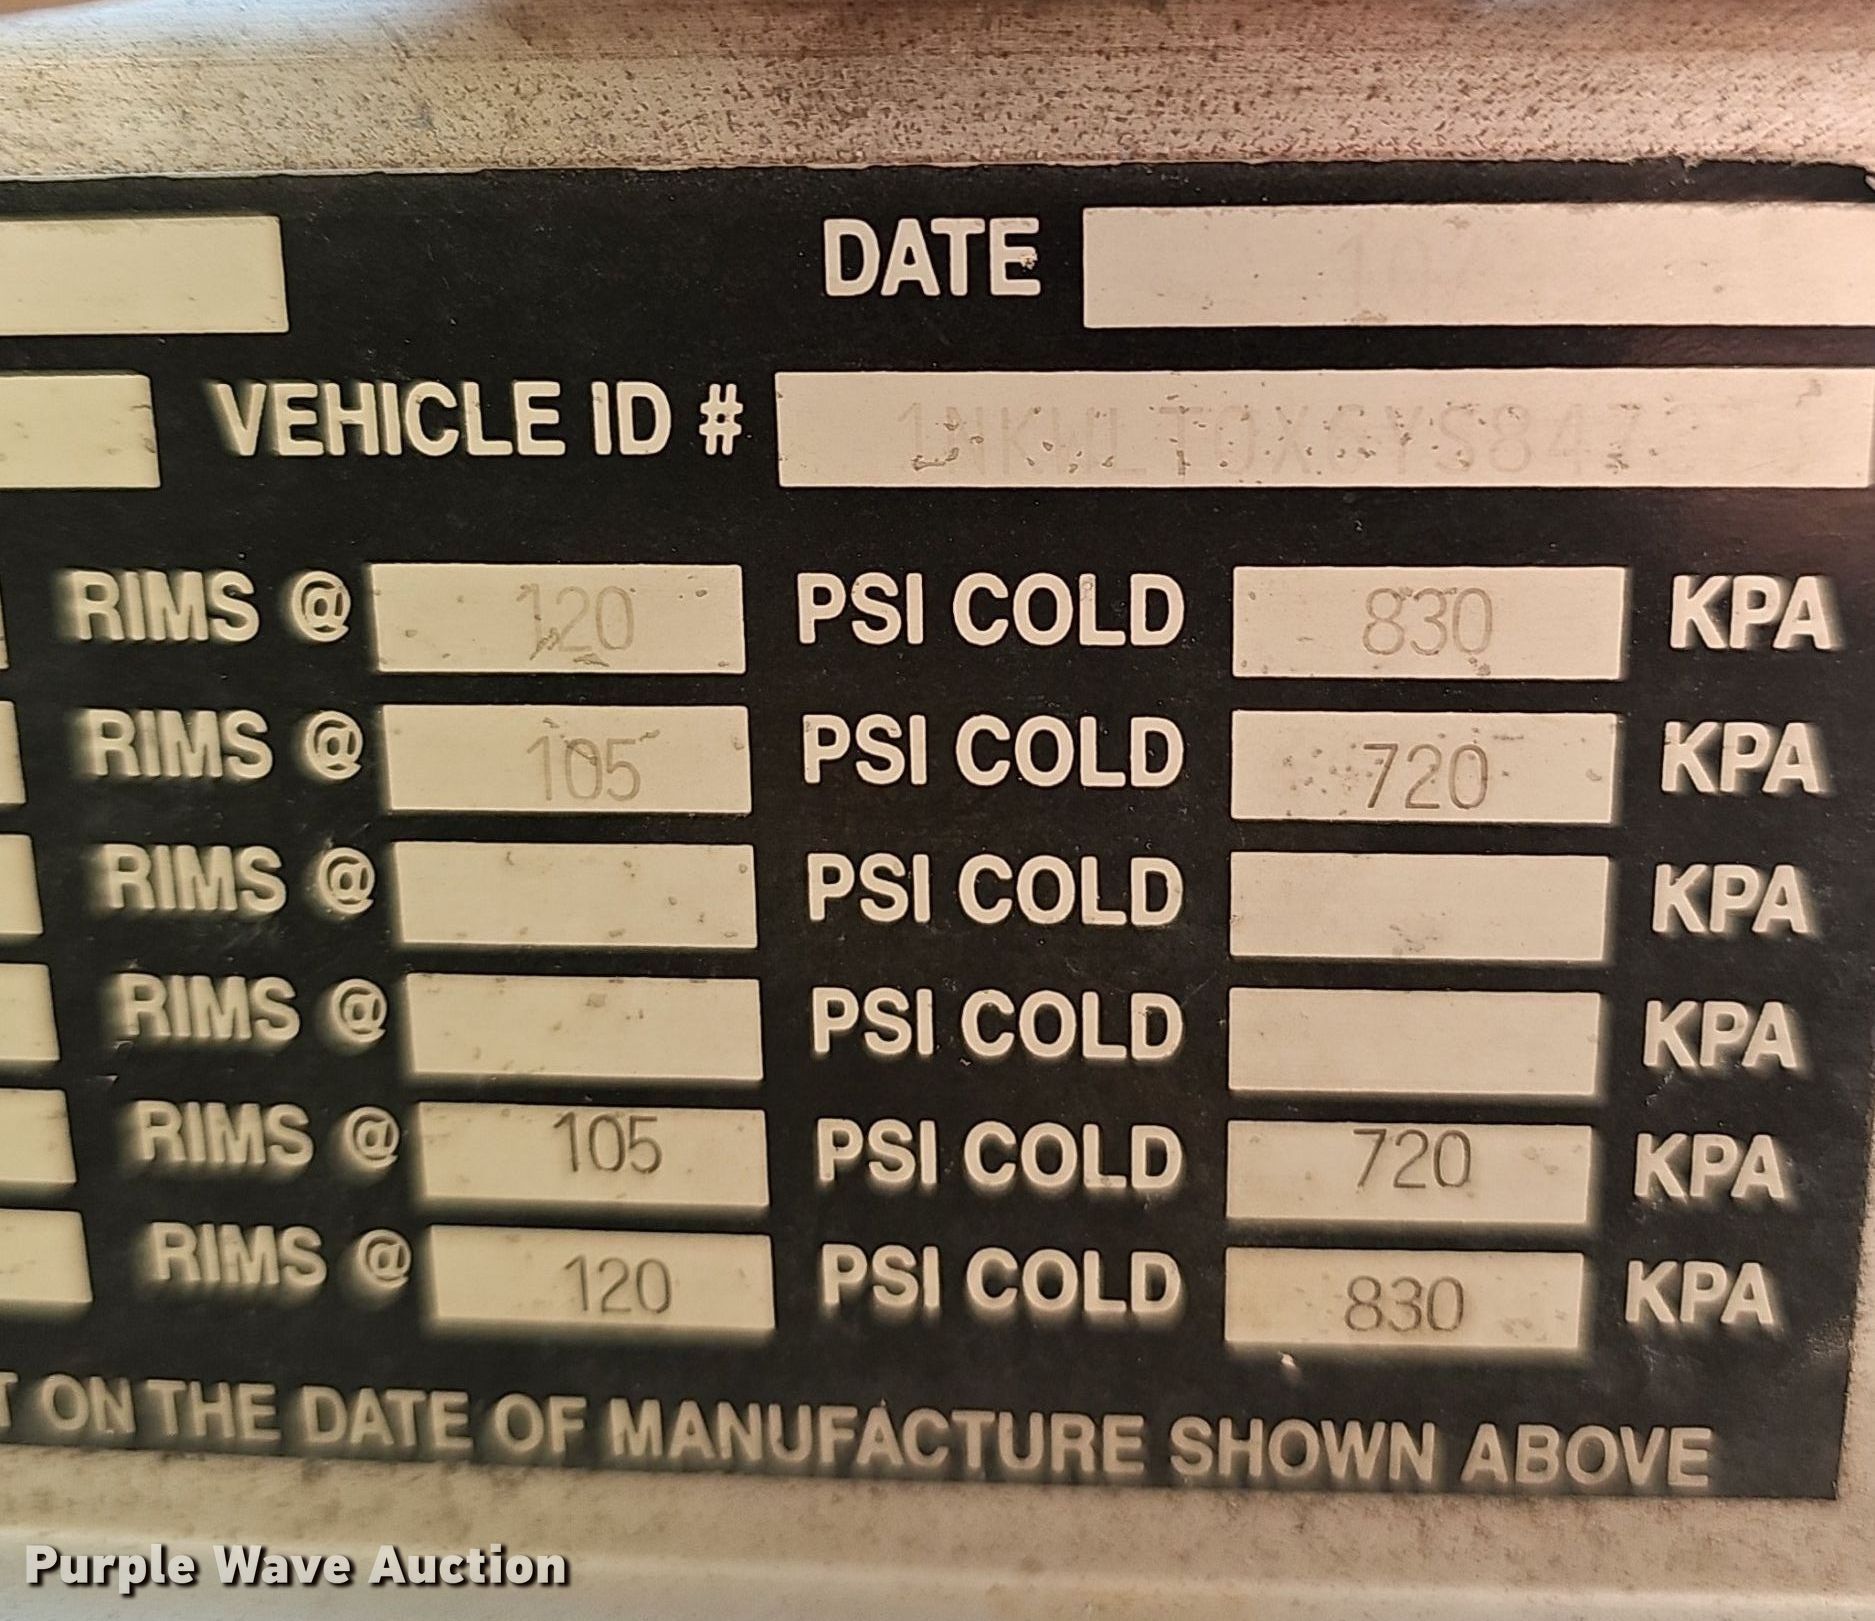 DATE 10
VEHICLE ID #
RIMS @ 120 PSI COLD 830 KPA
RIMS @ 105 PSI COLD 720 KPA
RIMS @ PSI COLD KPA
RIMS @ PSI COLD KPA
RIMS @ 105 PSI COLD 720 KPA
RIMS @ 120 PSI COLD 830 KPA
T ON THE DATE OF MANUFACTURE SHOWN ABOVE
Purple Wave Auction